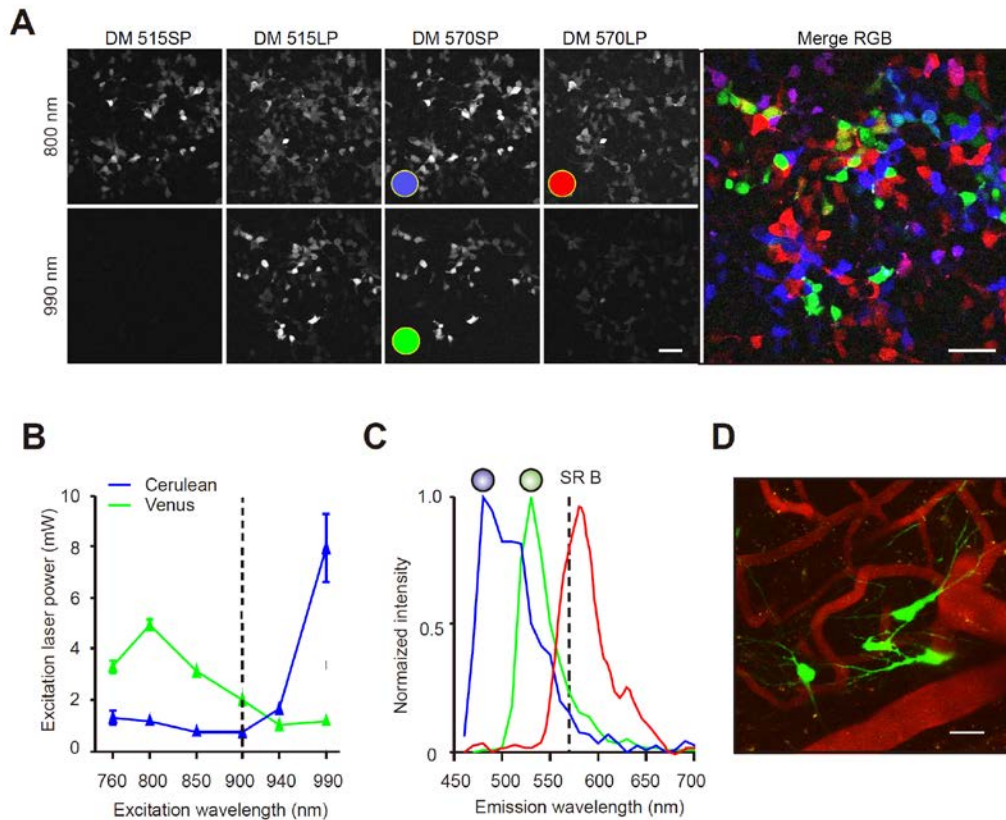 A
DM 515SP DM 515LP DM 570SP DM 570LP Merge RGB
800 nm
990 nm
B
Cerulean
Venus
Excitation laser power (mW)
10
8
6
4
2
0
760 800 850 900 940 990
Excitation wavelength (nm)
C
SR B
Normaized intensity
1.0
0.5
0
450 500 550 600 650 700
Emission wavelength (nm)
D